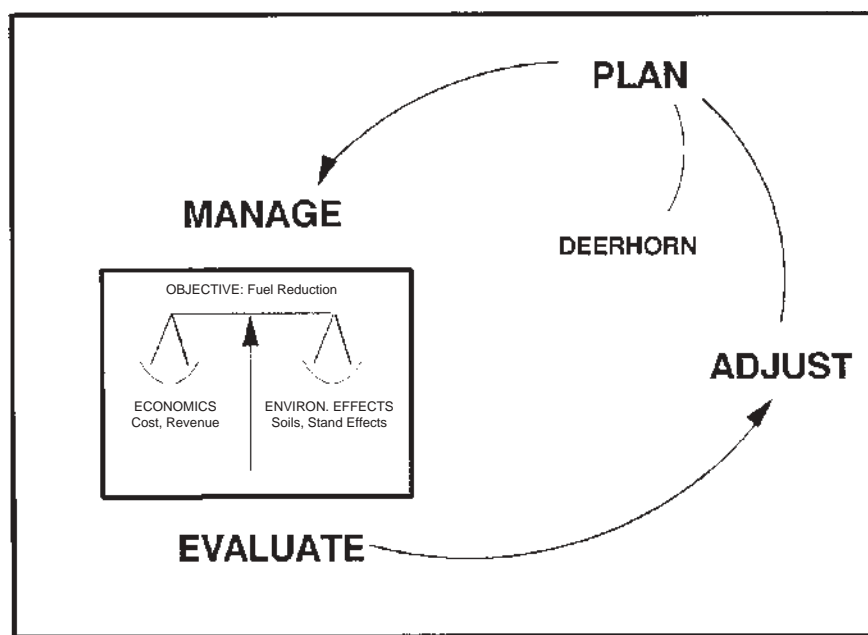 PLAN
MANAGE
DEERHORN
OBJECTIVE: Fuel Reduction
ECONOMICS
Cost, Revenue
ENVIRON. EFFECTS
Soils, Stand Effects
ADJUST
EVALUATE